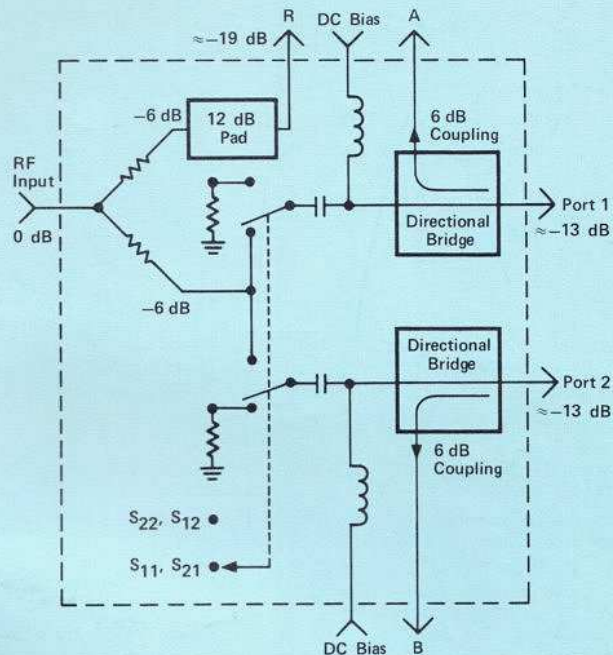 R
DC Bias
A
≈–19 dB
–6 dB
12 dB
Pad
6 dB
Coupling
RF
Input
0 dB
Directional
Bridge
Port 1
≈–13 dB
–6 dB
Directional
Bridge
Port 2
≈–13 dB
6 dB
Coupling
S22, S12
S11, S21
DC Bias
B